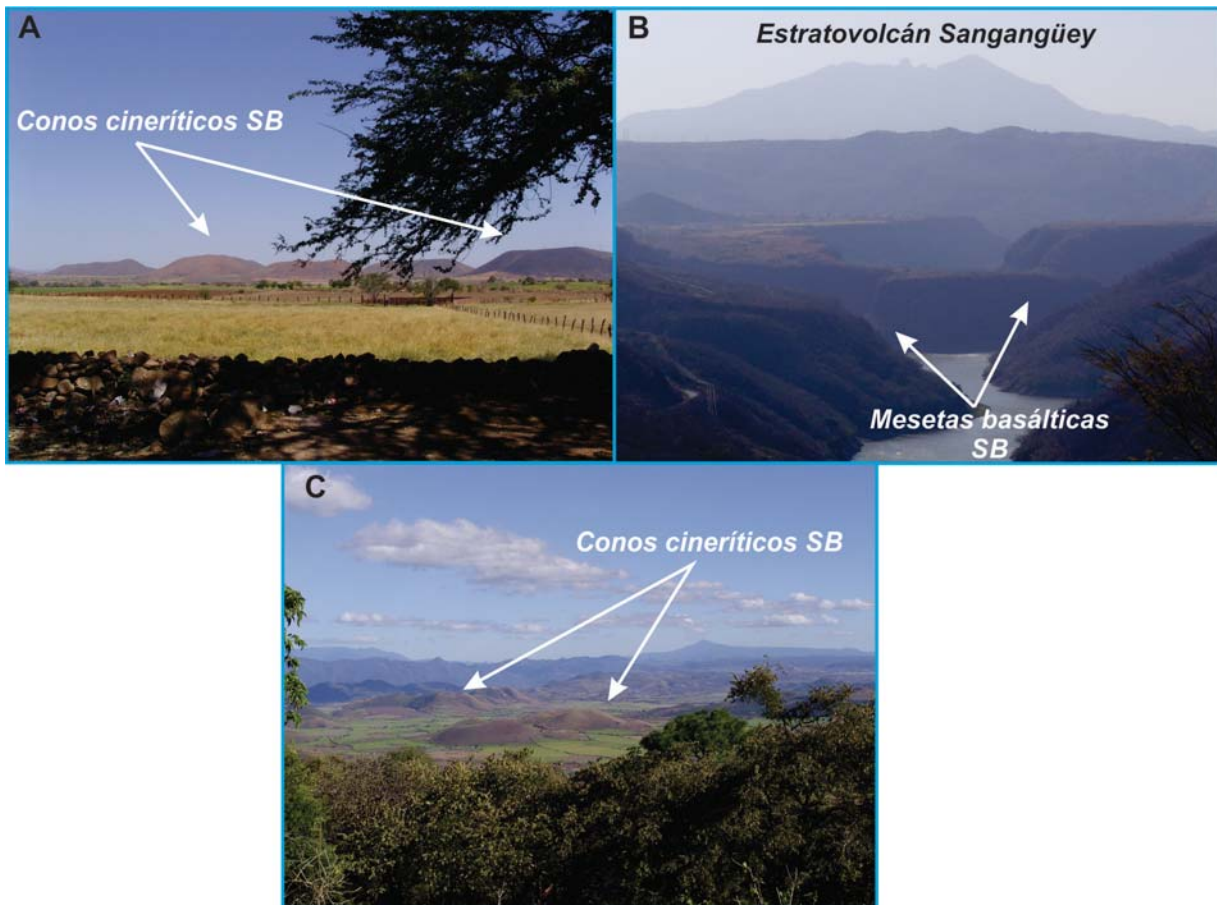 A
Conos cineríticos SB
B
Estratovolcán Sangangüey
Mesetas basálticas
SB
C
Conos cineríticos SB